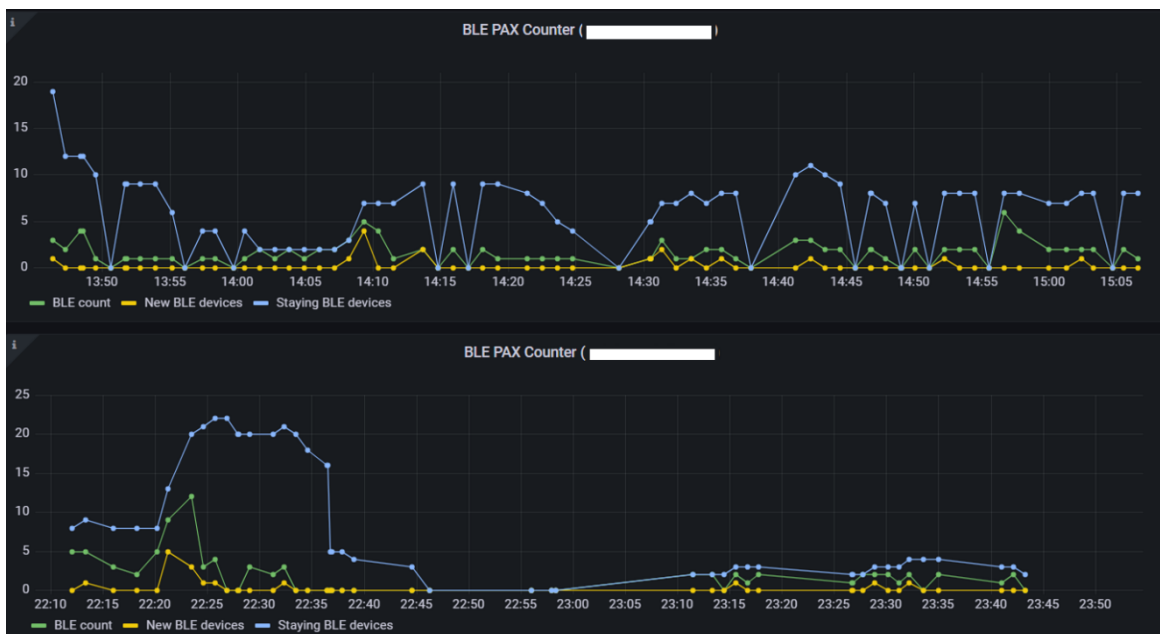 i
BLE PAX Counter ( )
20
15
10
5
0
13:50 13:55 14:00 14:05 14:10 14:15 14:20 14:25 14:30 14:35 14:40 14:45 14:50 14:55 15:00 15:05
BLE count New BLE devices Staying BLE devices
i
BLE PAX Counter (
25
20
15
10
5
0
22:10 22:15 22:20 22:25 22:30 22:35 22:40 22:45 22:50 22:55 23:00 23:05 23:10 23:15 23:20 23:25 23:30 23:35 23:40 23:45 23:50
BLE count New BLE devices Staying BLE devices